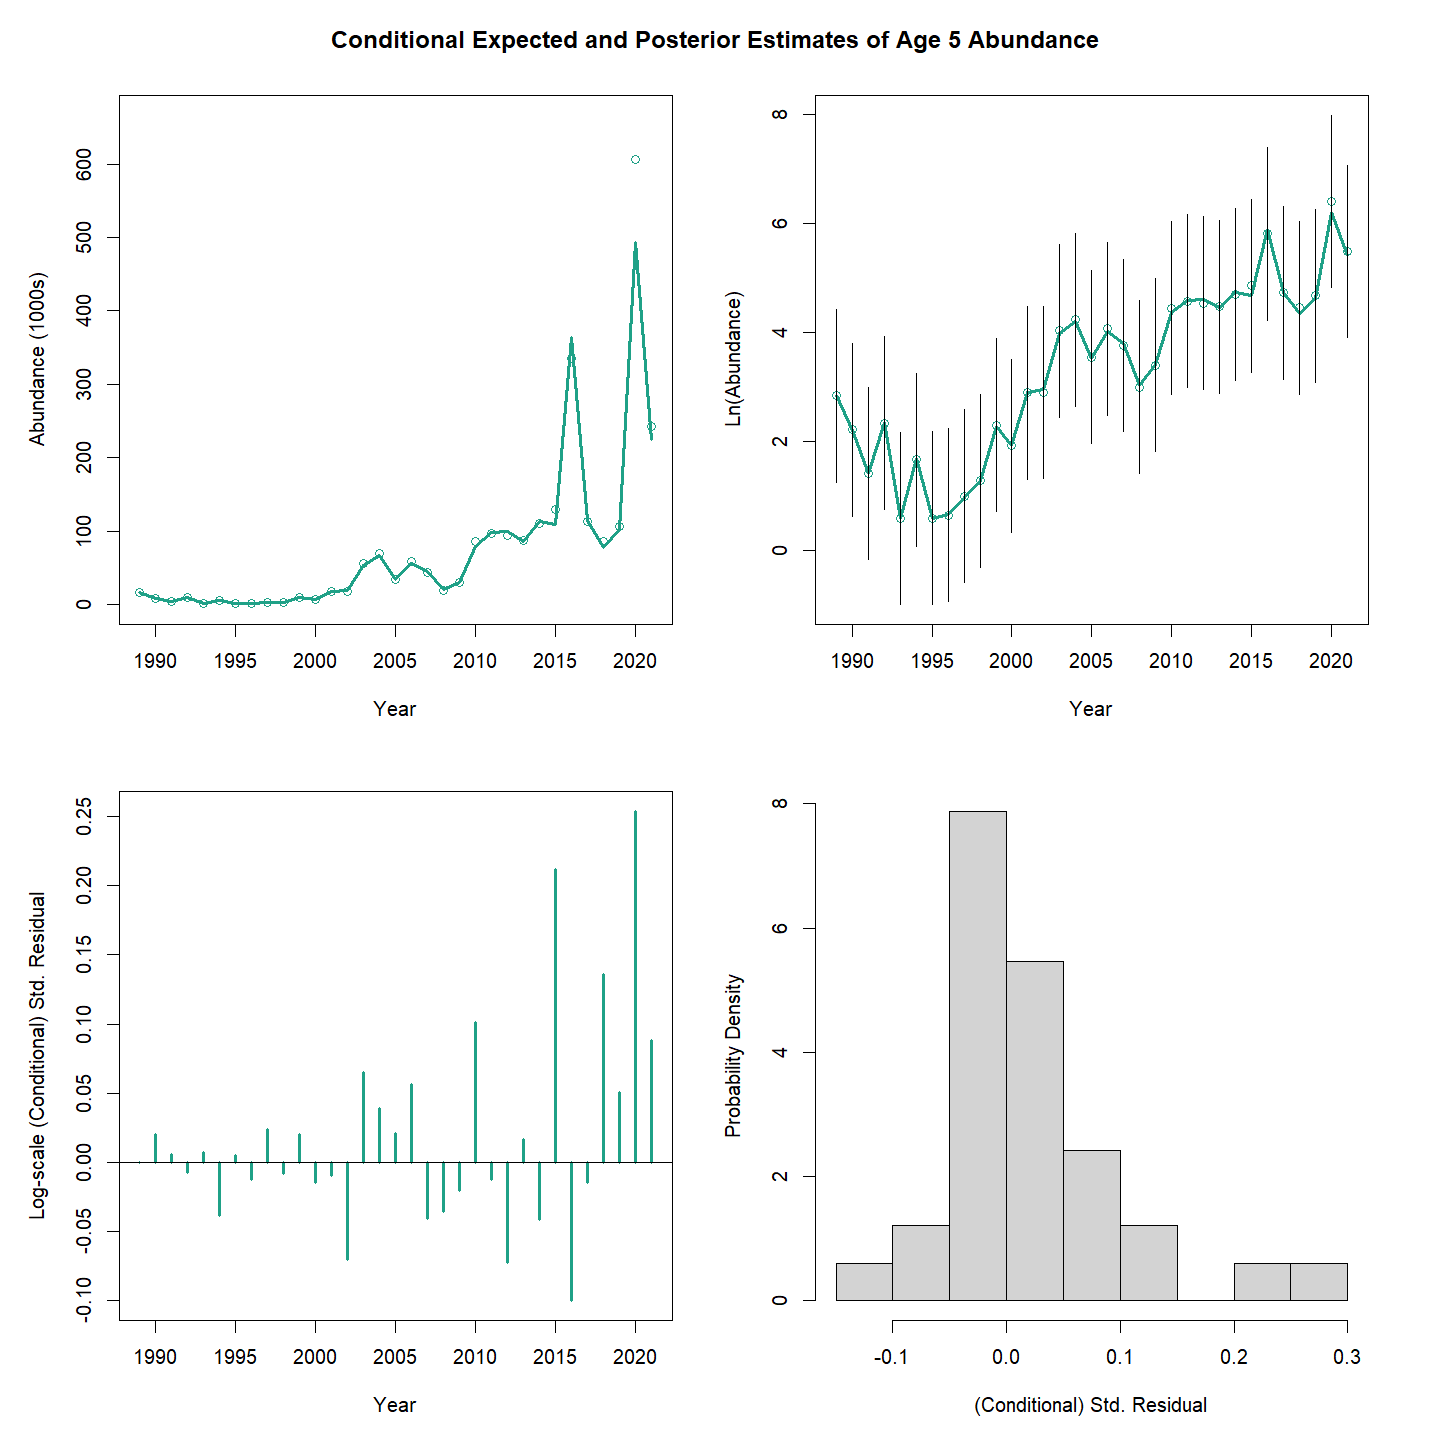 Conditional Expected and Posterior Estimates of Age 5 Abundance
Abundance (1000s)
600
500
400
300
200
100
0
1990 1995 2000 2005 2010 2015 2020
Year
Ln(Abundance)
8
6
4
2
0
1990 1995 2000 2005 2010 2015 2020
Year
Log-scale (Conditional) Std. Residual
0.25
0.20
0.15
0.10
0.05
0.00
-0.05
-0.10
1990 1995 2000 2005 2010 2015 2020
Year
Probability Density
8
6
4
2
0
-0.1 0.0 0.1 0.2 0.3
(Conditional) Std. Residual